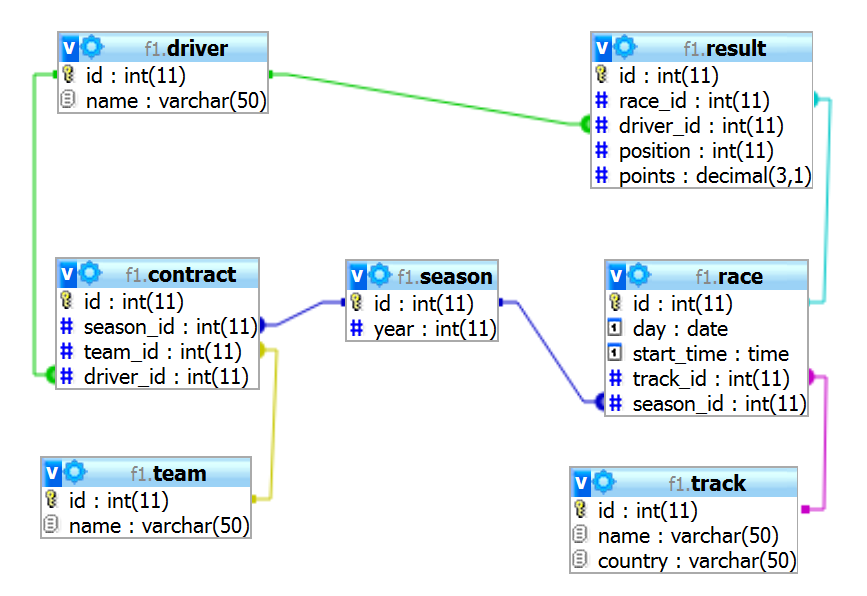 f1.driver
id : int(11)
name : varchar(50)
f1.result
id : int(11)
race_id : int(11)
driver_id : int(11)
position : int(11)
points : decimal(3,1)
f1.contract
id : int(11)
season_id : int(11)
team_id : int(11)
driver_id : int(11)
f1.season
id : int(11)
year : int(11)
f1.race
id : int(11)
day : date
start_time : time
track_id : int(11)
season_id : int(11)
f1.team
id : int(11)
name : varchar(50)
f1.track
id : int(11)
name : varchar(50)
country : varchar(50)